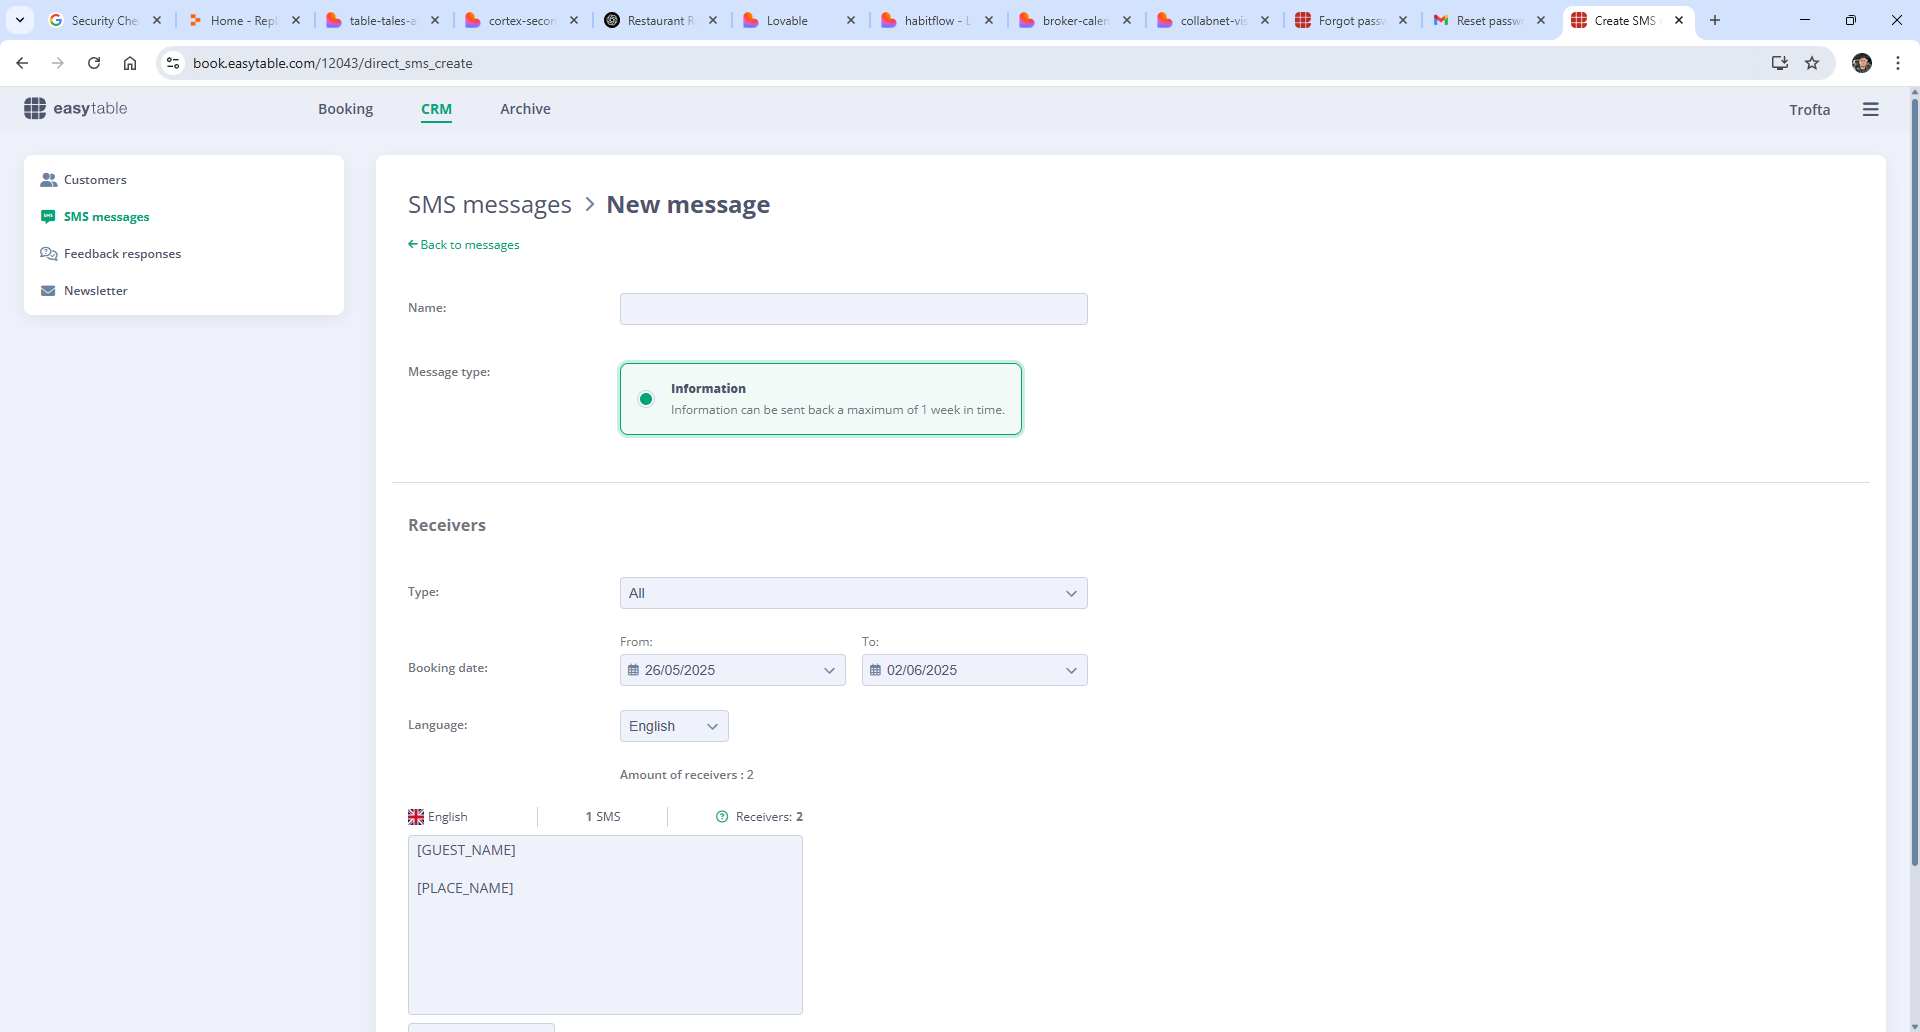 Security Che
Home - Repl
table-tales-a
cortex-secon
Restaurant R
Lovable
habitflow - L
broker-calen
collabnet-vis
Forgot passw
Reset passwo
Create SMS
book.easytable.com/12043/direct_sms_create
easytable
Booking
CRM
Archive
Trofta
Customers
SMS messages
Feedback responses
Newsletter
SMS messages > New message
Back to messages
Name:
Message type:
Information
Information can be sent back a maximum of 1 week in time.
Receivers
Type:
All
From:
To:
Booking date:
26/05/2025
02/06/2025
Language:
English
Amount of receivers : 2
English
1 SMS
Receivers: 2
[GUEST_NAME]
[PLACE_NAME]